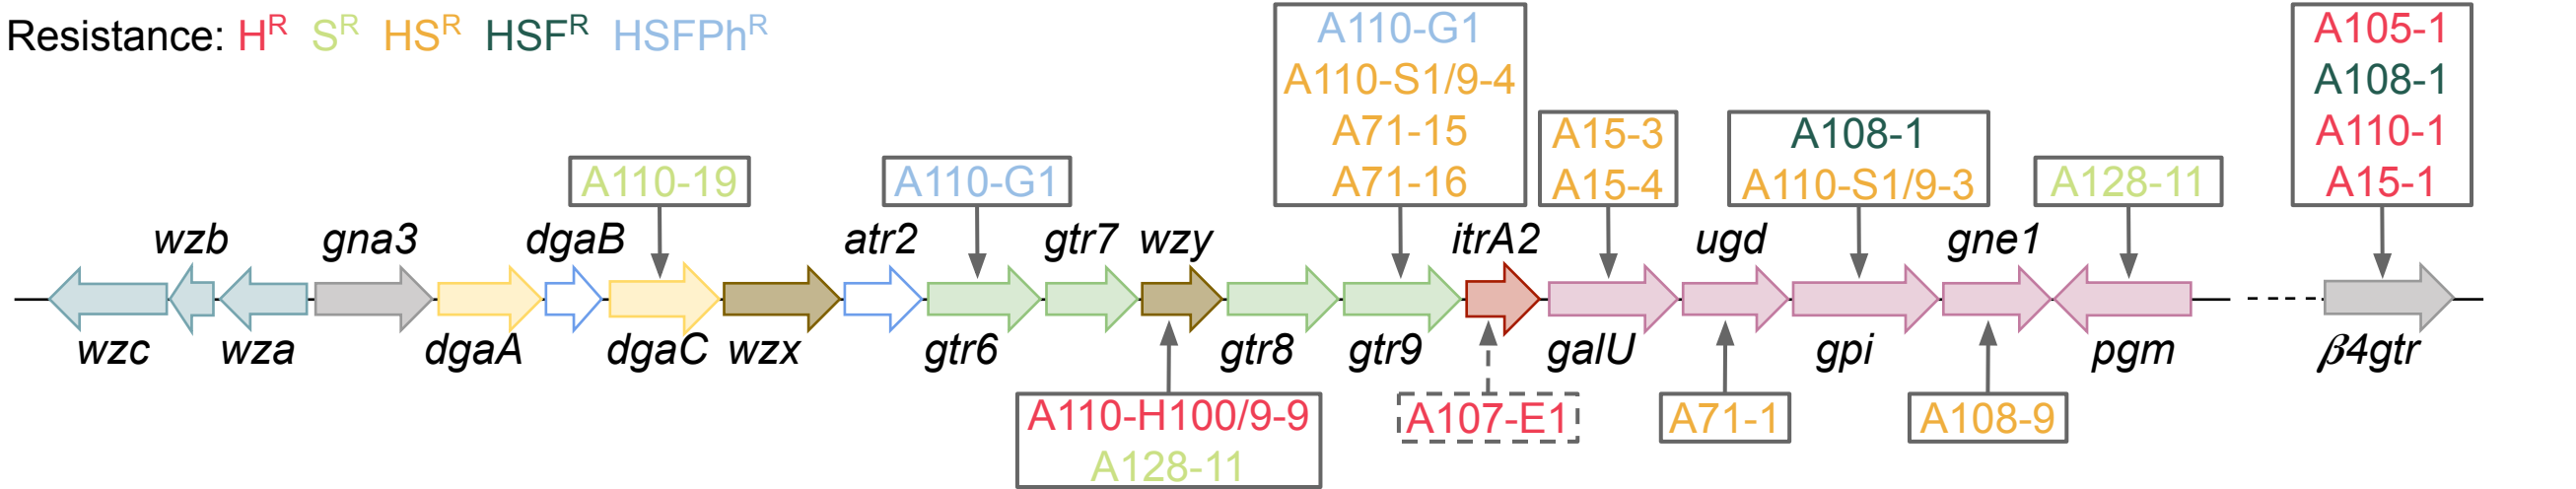 Resistance: H^R S^R HS^R HSF^R HSFPh^R
A110-G1
A110-S1/9-4
A71-15
A71-16
A105-1
A108-1
A110-1
A15-1
A15-3
A15-4
A108-1
A110-S1/9-3
A110-19
A110-G1
A128-11
wzb gna3 dgaB atr2 gtr7 wzy itrA2 ugd gne1
wzc wza dgaA dgaC wzx gtr6 gtr8 gtr9 galU gpi pgm β4gtr
A110-H100/9-9
A128-11
A107-E1
A71-1
A108-9